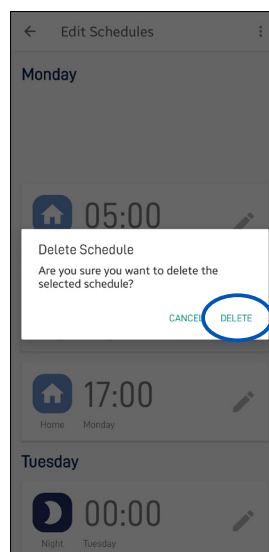 Edit Schedules
Monday
05:00
Delete Schedule
Are you sure you want to delete the
selected schedule?
CANCEL DELETE
17:00
Home Monday
Tuesday
00:00
Night Tuesday